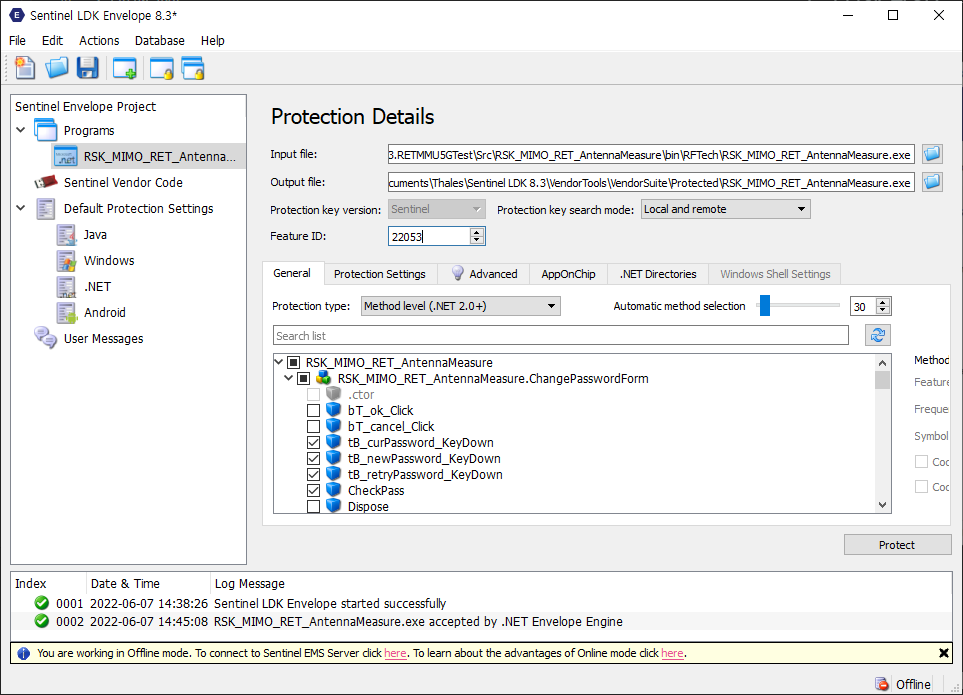 Sentinel LDK Envelope 8.3*
File Edit Actions Database Help
Sentinel Envelope Project
Programs
RSK_MIMO_RET_Antenna...
Sentinel Vendor Code
Default Protection Settings
Java
Windows
.NET
Android
User Messages
Protection Details
Input file: 3.RETMMU5GTest\Src\RSK_MIMO_RET_AntennaMeasure\bin\RFTech\RSK_MIMO_RET_AntennaMeasure.exe
Output file: cuments\Thales\Sentinel LDK 8.3\VendorTools\VendorSuite\Protected\RSK_MIMO_RET_AntennaMeasure.exe
Protection key version: Sentinel Protection key search mode: Local and remote
Feature ID: 22053
General Protection Settings Advanced AppOnChip .NET Directories Windows Shell Settings
Protection type: Method level (.NET 2.0+) Automatic method selection 30
Search list
RSK_MIMO_RET_AntennaMeasure
RSK_MIMO_RET_AntennaMeasure.ChangePasswordForm
.ctor
bT_ok_Click
bT_cancel_Click
tB_curPassword_KeyDown
tB_newPassword_KeyDown
tB_retryPassword_KeyDown
CheckPass
Dispose
Method
Feature
Freque
Symbol
Coc
Coc
Protect
Index Date & Time Log Message
0001 2022-06-07 14:38:26 Sentinel LDK Envelope started successfully
0002 2022-06-07 14:45:08 RSK_MIMO_RET_AntennaMeasure.exe accepted by .NET Envelope Engine
You are working in Offline mode. To connect to Sentinel EMS Server click here. To learn about the advantages of Online mode click here.
Offline